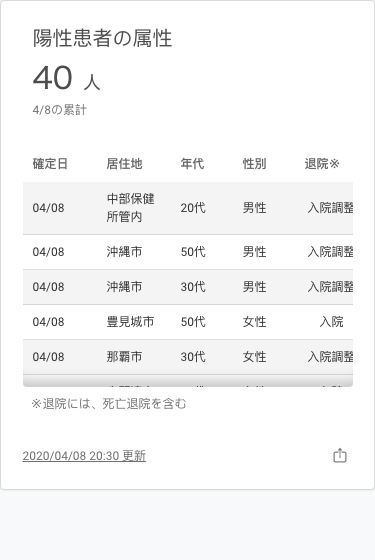 陽性患者の属性
40 人
4/8の累計
確定日 居住地 年代 性別 退院※
04/08 中部保健所管内 20代 男性 入院調整
04/08 沖縄市 50代 男性 入院調整
04/08 沖縄市 30代 男性 入院調整
04/08 豊見城市 50代 女性 入院
04/08 那覇市 30代 女性 入院調整
※退院には、死亡退院を含む
2020/04/08 20:30 更新